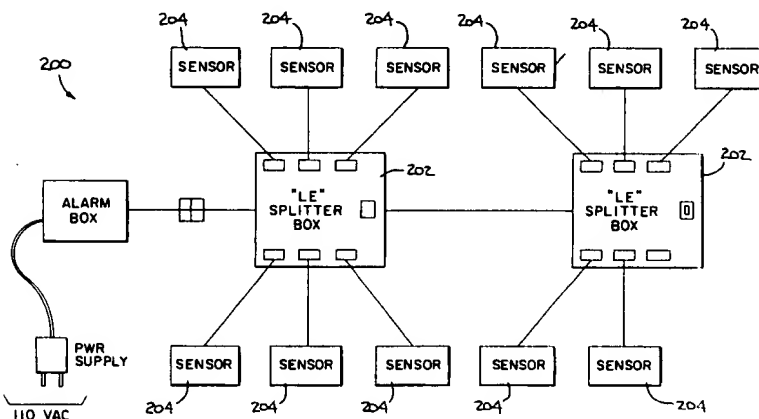 204 204 204 204 204 204
SENSOR SENSOR SENSOR SENSOR SENSOR SENSOR
200
202 202
"LE" SPLITTER BOX
"LE" SPLITTER BOX
ALARM BOX
0
PWR SUPPLY
SENSOR SENSOR SENSOR SENSOR SENSOR
204 204 204 204 204
110 VAC